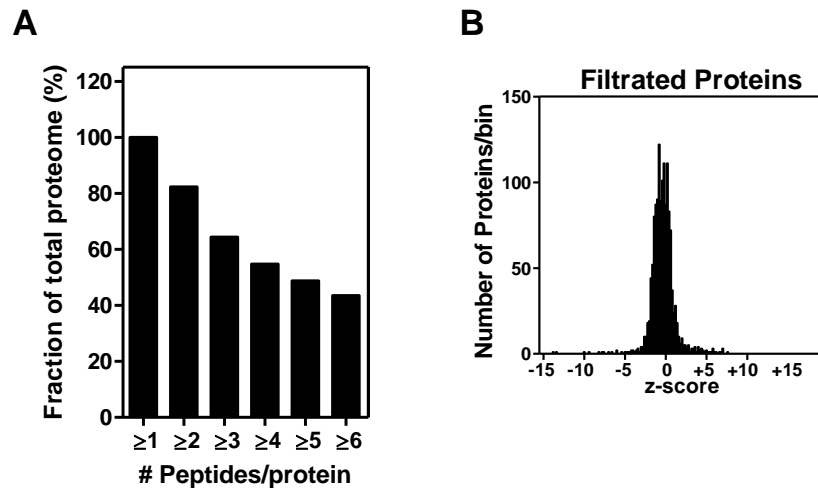 A
Fraction of total proteome (%)
120
100
80
60
40
20
0
≥1 ≥2 ≥3 ≥4 ≥5 ≥6
# Peptides/protein
B
Filtrated Proteins
Number of Proteins/bin
150
100
50
0
-15 -10 -5 0 +5 +10 +15
z-score